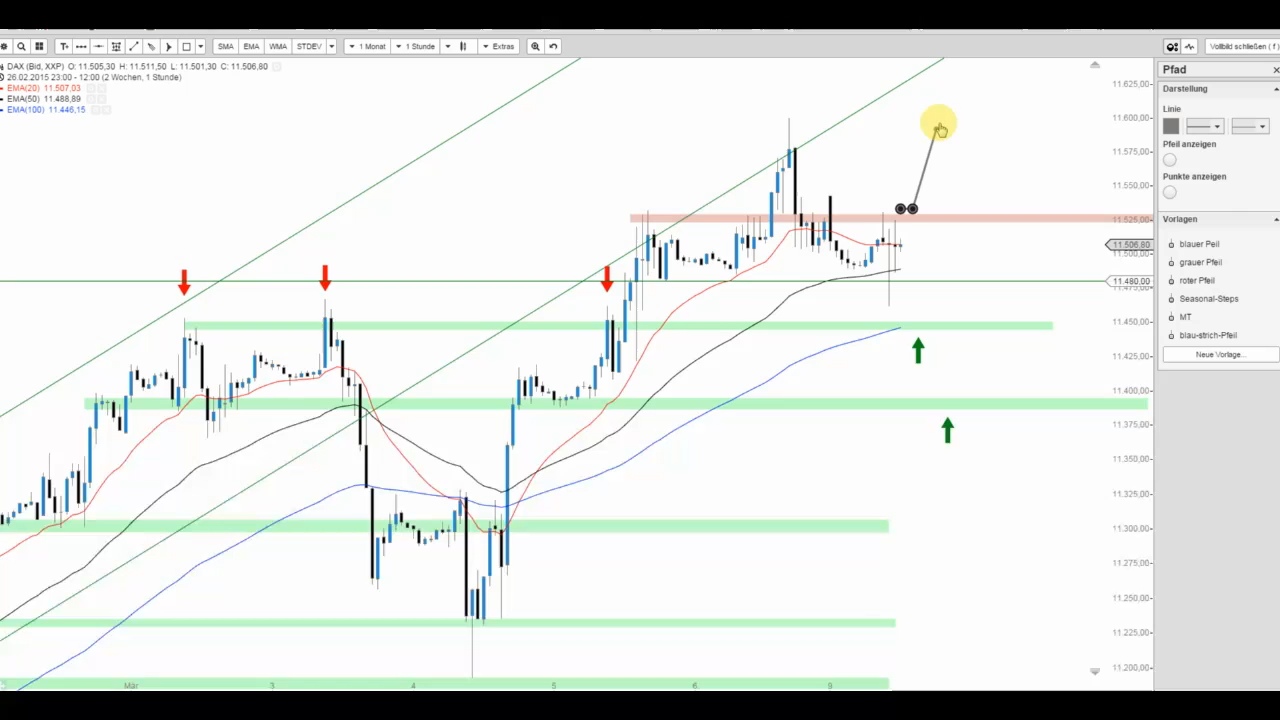 T+
SMA EMA WMA STDEV 1 Monat 1 Stunde Extras Vollbild schließen ( f )
DAX (Bid, XXP) O: 11.505,30 H: 11.511,50 L: 11.501,30 C: 11.506,80
26.02.2015 23:00 - 12:00 (2 Wochen, 1 Stunde)
EMA(20) 11.507,03
EMA(50) 11.488,89
EMA(100) 11.446,15
11.625,00
11.600,00
11.575,00
11.550,00
11.525,00
11.506,80
11.500,00
11.480,00
11.475,00
11.450,00
11.425,00
11.400,00
11.375,00
11.350,00
11.325,00
11.300,00
11.275,00
11.250,00
11.225,00
11.200,00
Mär 3 4 5 6 9
Pfad
Darstellung
Linie
Pfeil anzeigen
Punkte anzeigen
Vorlagen
blauer Peil
grauer Pfeil
roter Pfeil
Seasonal-Steps
MT
blau-strich-Pfeil
Neue Vorlage...